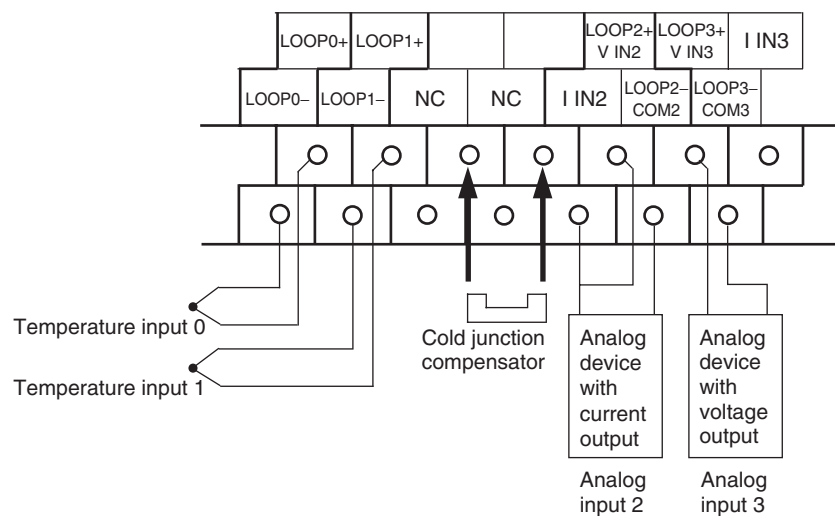 LOOP0+
LOOP1+
LOOP2+
V IN2
LOOP3+
V IN3
I IN3
LOOP0–
LOOP1–
NC
NC
I IN2
LOOP2–
COM2
LOOP3–
COM3
Temperature input 0
Temperature input 1
Cold junction
compensator
Analog
device
with
current
output
Analog
device
with
voltage
output
Analog
input 2
Analog
input 3